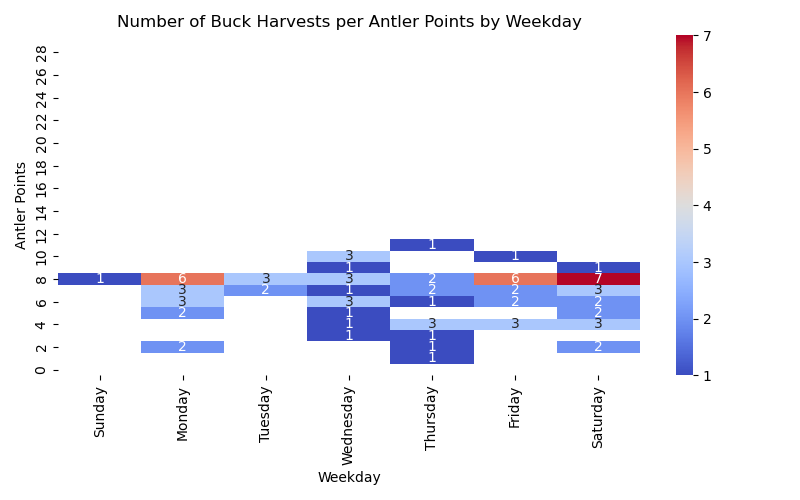 Number of Buck Harvests per Antler Points by Weekday
28
26
24
22
20
18
16
14
12
10
8
6
4
2
0
Antler Points
1
3 1
1 1
1 6 3 3 2 6 7
3 2 1 2 2 3
3 3 1 2 2
2 1 2
1 3 3 3
1 1
2 1 2
1
Sunday
Monday
Tuesday
Wednesday
Thursday
Friday
Saturday
Weekday
7
6
5
4
3
2
1